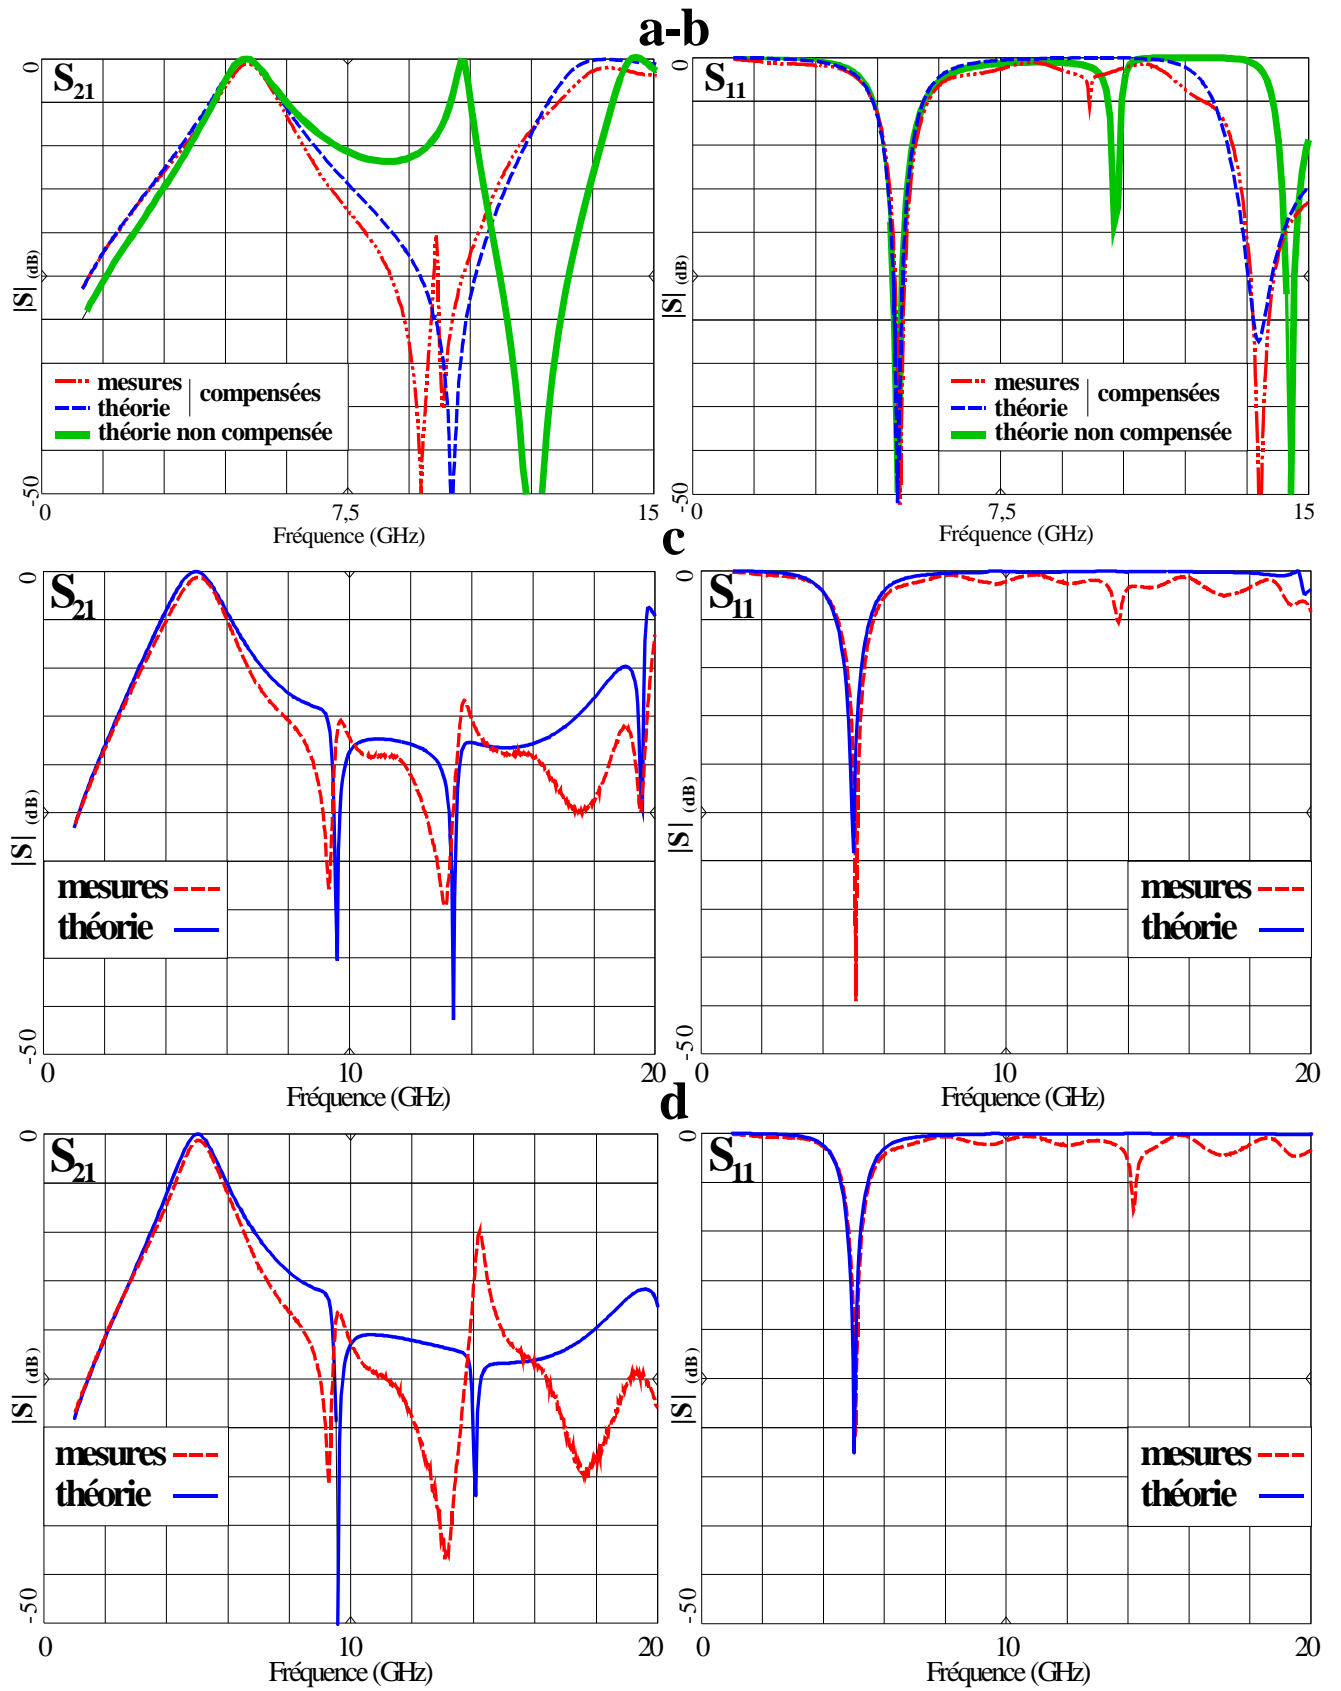 a-b
S21
0
|S| (dB)
-50
mesures
théorie
compensées
théorie non compensée
0
7,5
15
Fréquence (GHz)
S11
0
|S| (dB)
-50
mesures
théorie
compensées
théorie non compensée
0
7,5
15
Fréquence (GHz)
c
S21
0
|S| (dB)
-50
mesures
théorie
0
10
20
Fréquence (GHz)
S11
0
|S| (dB)
-50
mesures
théorie
0
10
20
Fréquence (GHz)
d
S21
0
|S| (dB)
-50
mesures
théorie
0
10
20
Fréquence (GHz)
S11
0
|S| (dB)
-50
mesures
théorie
0
10
20
Fréquence (GHz)